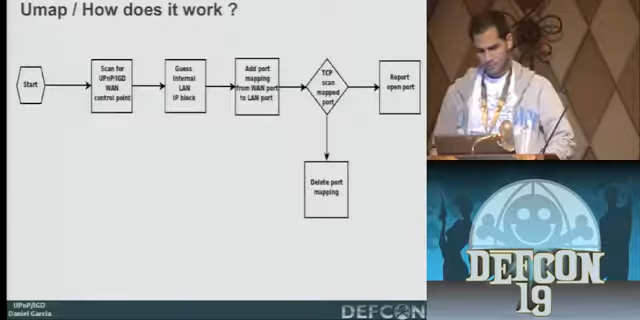 Umap / How does it work ?
Start
Scan for
UPnP/IGD
WAN
control point
Guess
Internal
LAN
IP block
Add port
mapping
from WAN port
to LAN port
TCP
scan
mapped
port
Report
open port
Delete port
mapping
UPnP/IGD
Daniel Garcia
DEFCON
DEFCON
19